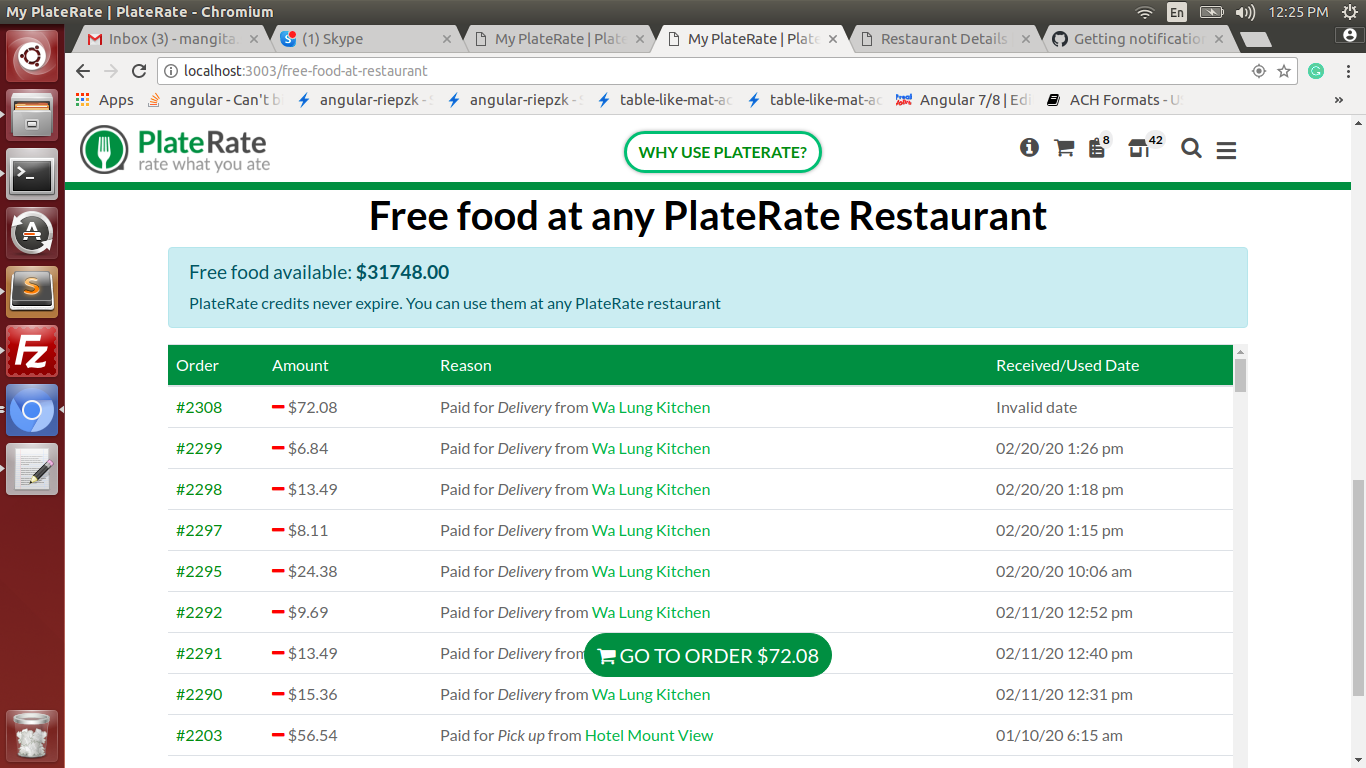 My PlateRate | PlateRate - Chromium
En
12:25 PM
Inbox (3) - mangita
(1) Skype
My PlateRate | Plat
My PlateRate | Plat
Restaurant Details
Getting notificatio
localhost:3003/free-food-at-restaurant
Apps
angular - Can't b
angular-riepzk -
angular-riepzk -
table-like-mat-ac
table-like-mat-ac
Angular 7/8 | Edi
ACH Formats - U
»
PlateRate
rate what you ate
WHY USE PLATERATE?
8
42
Free food at any PlateRate Restaurant
Free food available: $31748.00
PlateRate credits never expire. You can use them at any PlateRate restaurant
Order Amount Reason Received/Used Date
#2308 $72.08 Paid for Delivery from Wa Lung Kitchen Invalid date
#2299 $6.84 Paid for Delivery from Wa Lung Kitchen 02/20/20 1:26 pm
#2298 $13.49 Paid for Delivery from Wa Lung Kitchen 02/20/20 1:18 pm
#2297 $8.11 Paid for Delivery from Wa Lung Kitchen 02/20/20 1:15 pm
#2295 $24.38 Paid for Delivery from Wa Lung Kitchen 02/20/20 10:06 am
#2292 $9.69 Paid for Delivery from Wa Lung Kitchen 02/11/20 12:52 pm
#2291 $13.49 Paid for Delivery from 02/11/20 12:40 pm
GO TO ORDER $72.08
#2290 $15.36 Paid for Delivery from Wa Lung Kitchen 02/11/20 12:31 pm
#2203 $56.54 Paid for Pick up from Hotel Mount View 01/10/20 6:15 am